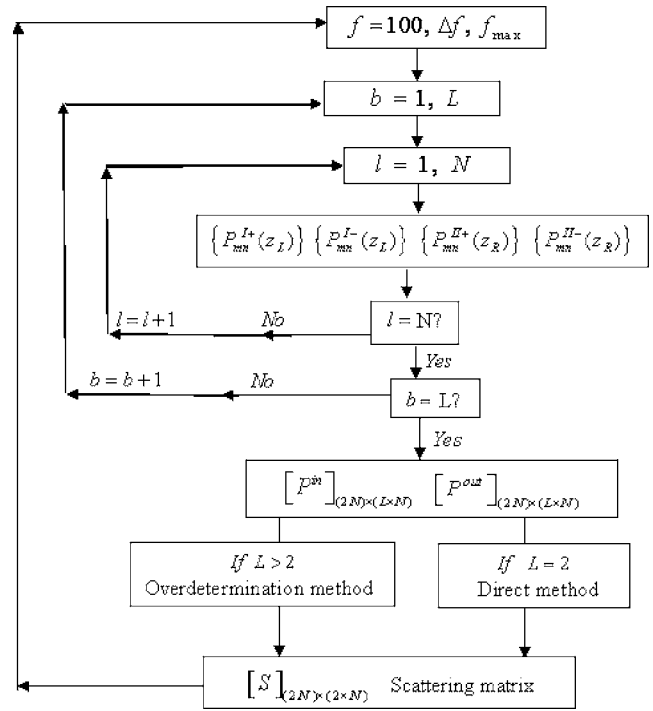 f = 100, Δf, f_max
b = 1, L
l = 1, N
{P_mn^I+(z_L)} {P_mn^I-(z_L)} {P_mn^II+(z_R)} {P_mn^II-(z_R)}
l = l+1 No l = N?
Yes
b = b+1 No b = L?
Yes
[P^in]_(2N)×(L×N) [P^out]_(2N)×(L×N)
If L > 2 If L = 2
Overdetermination method Direct method
[S]_(2N)×(2×N) Scattering matrix